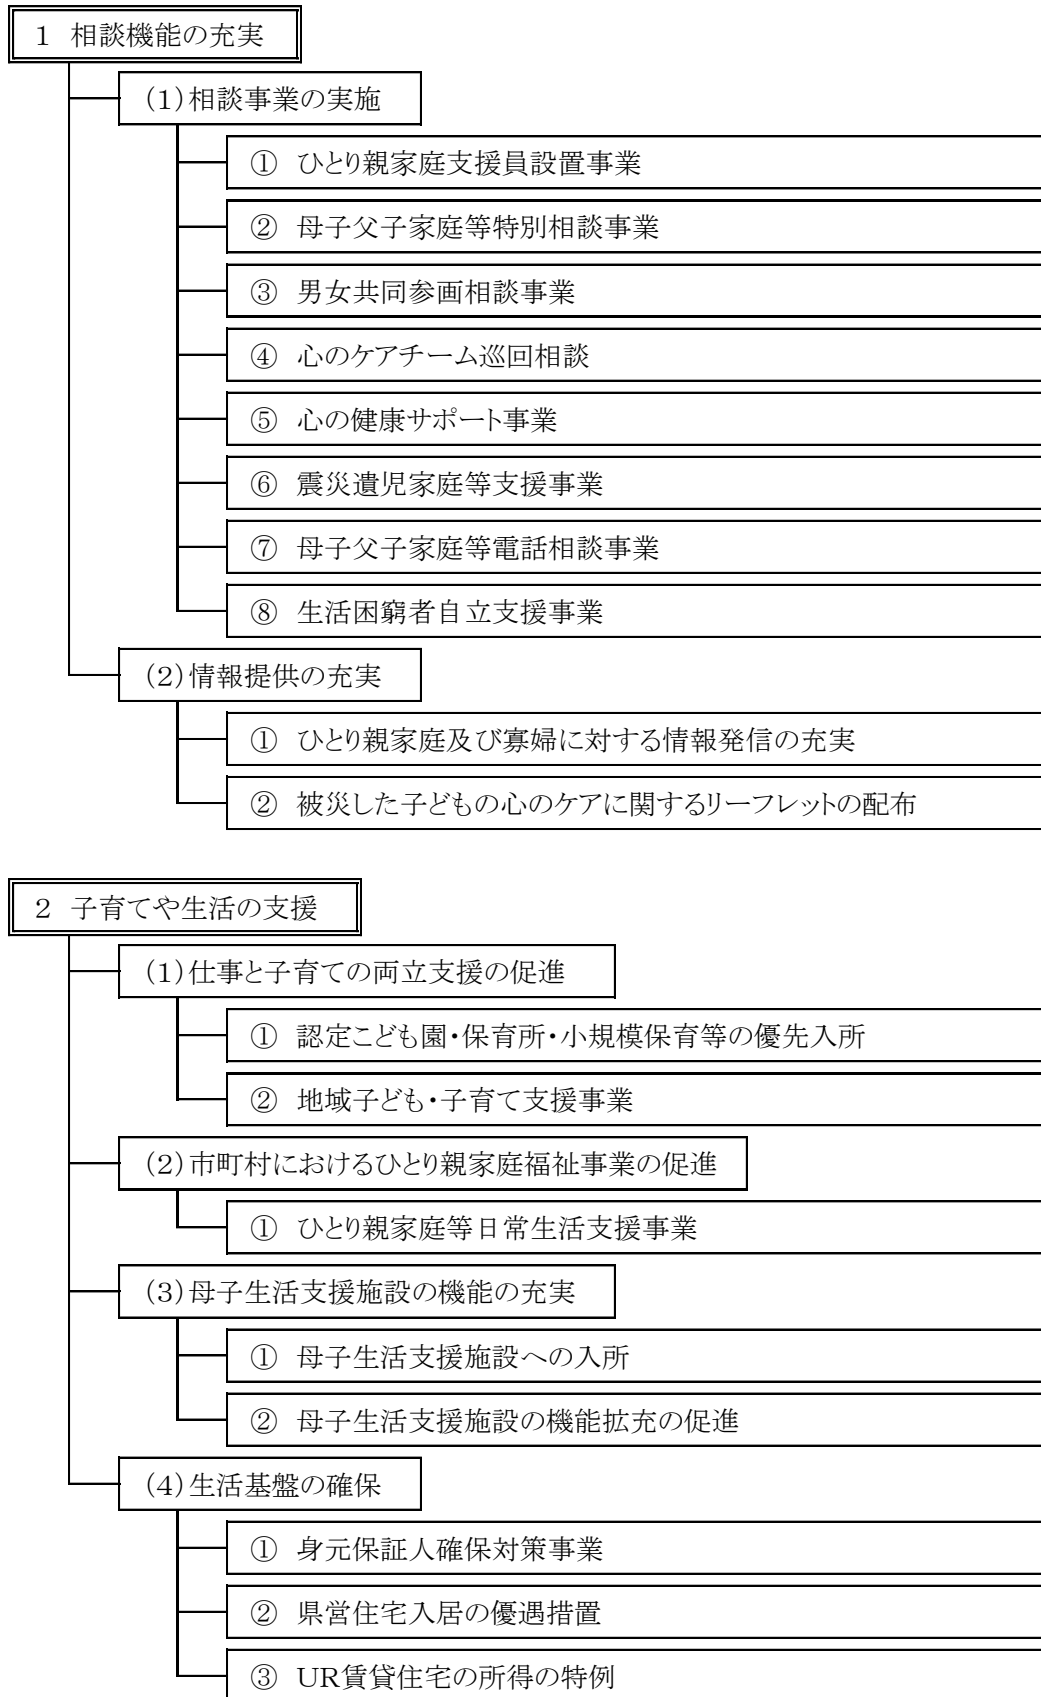 1 相談機能の充実
(1)相談事業の実施
① ひとり親家庭支援員設置事業
② 母子父子家庭等特別相談事業
③ 男女共同参画相談事業
④ 心のケアチーム巡回相談
⑤ 心の健康サポート事業
⑥ 震災遺児家庭等支援事業
⑦ 母子父子家庭等電話相談事業
⑧ 生活困窮者自立支援事業
(2)情報提供の充実
① ひとり親家庭及び寡婦に対する情報発信の充実
② 被災した子どもの心のケアに関するリーフレットの配布
2 子育てや生活の支援
(1)仕事と子育ての両立支援の促進
① 認定こども園・保育所・小規模保育等の優先入所
② 地域子ども・子育て支援事業
(2)市町村におけるひとり親家庭福祉事業の促進
① ひとり親家庭等日常生活支援事業
(3)母子生活支援施設の機能の充実
① 母子生活支援施設への入所
② 母子生活支援施設の機能拡充の促進
(4)生活基盤の確保
① 身元保証人確保対策事業
② 県営住宅入居の優遇措置
③ UR賃貸住宅の所得の特例